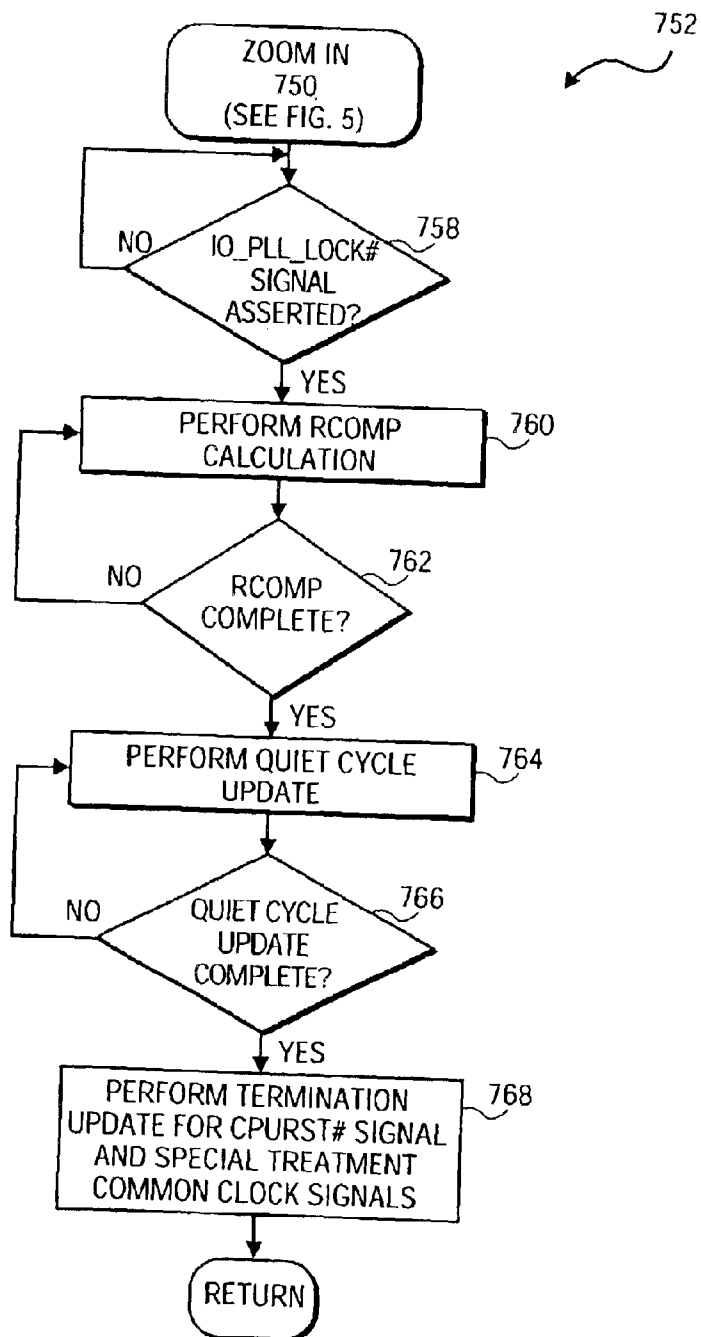 752
ZOOM IN
750
(SEE FIG. 5)
NO
758
IO_PLL_LOCK#
SIGNAL
ASSERTED?
YES
PERFORM RCOMP
CALCULATION
760
NO
762
RCOMP
COMPLETE?
YES
PERFORM QUIET CYCLE
UPDATE
764
NO
766
QUIET CYCLE
UPDATE
COMPLETE?
YES
PERFORM TERMINATION
UPDATE FOR CPURST# SIGNAL
AND SPECIAL TREATMENT
COMMON CLOCK SIGNALS
768
RETURN